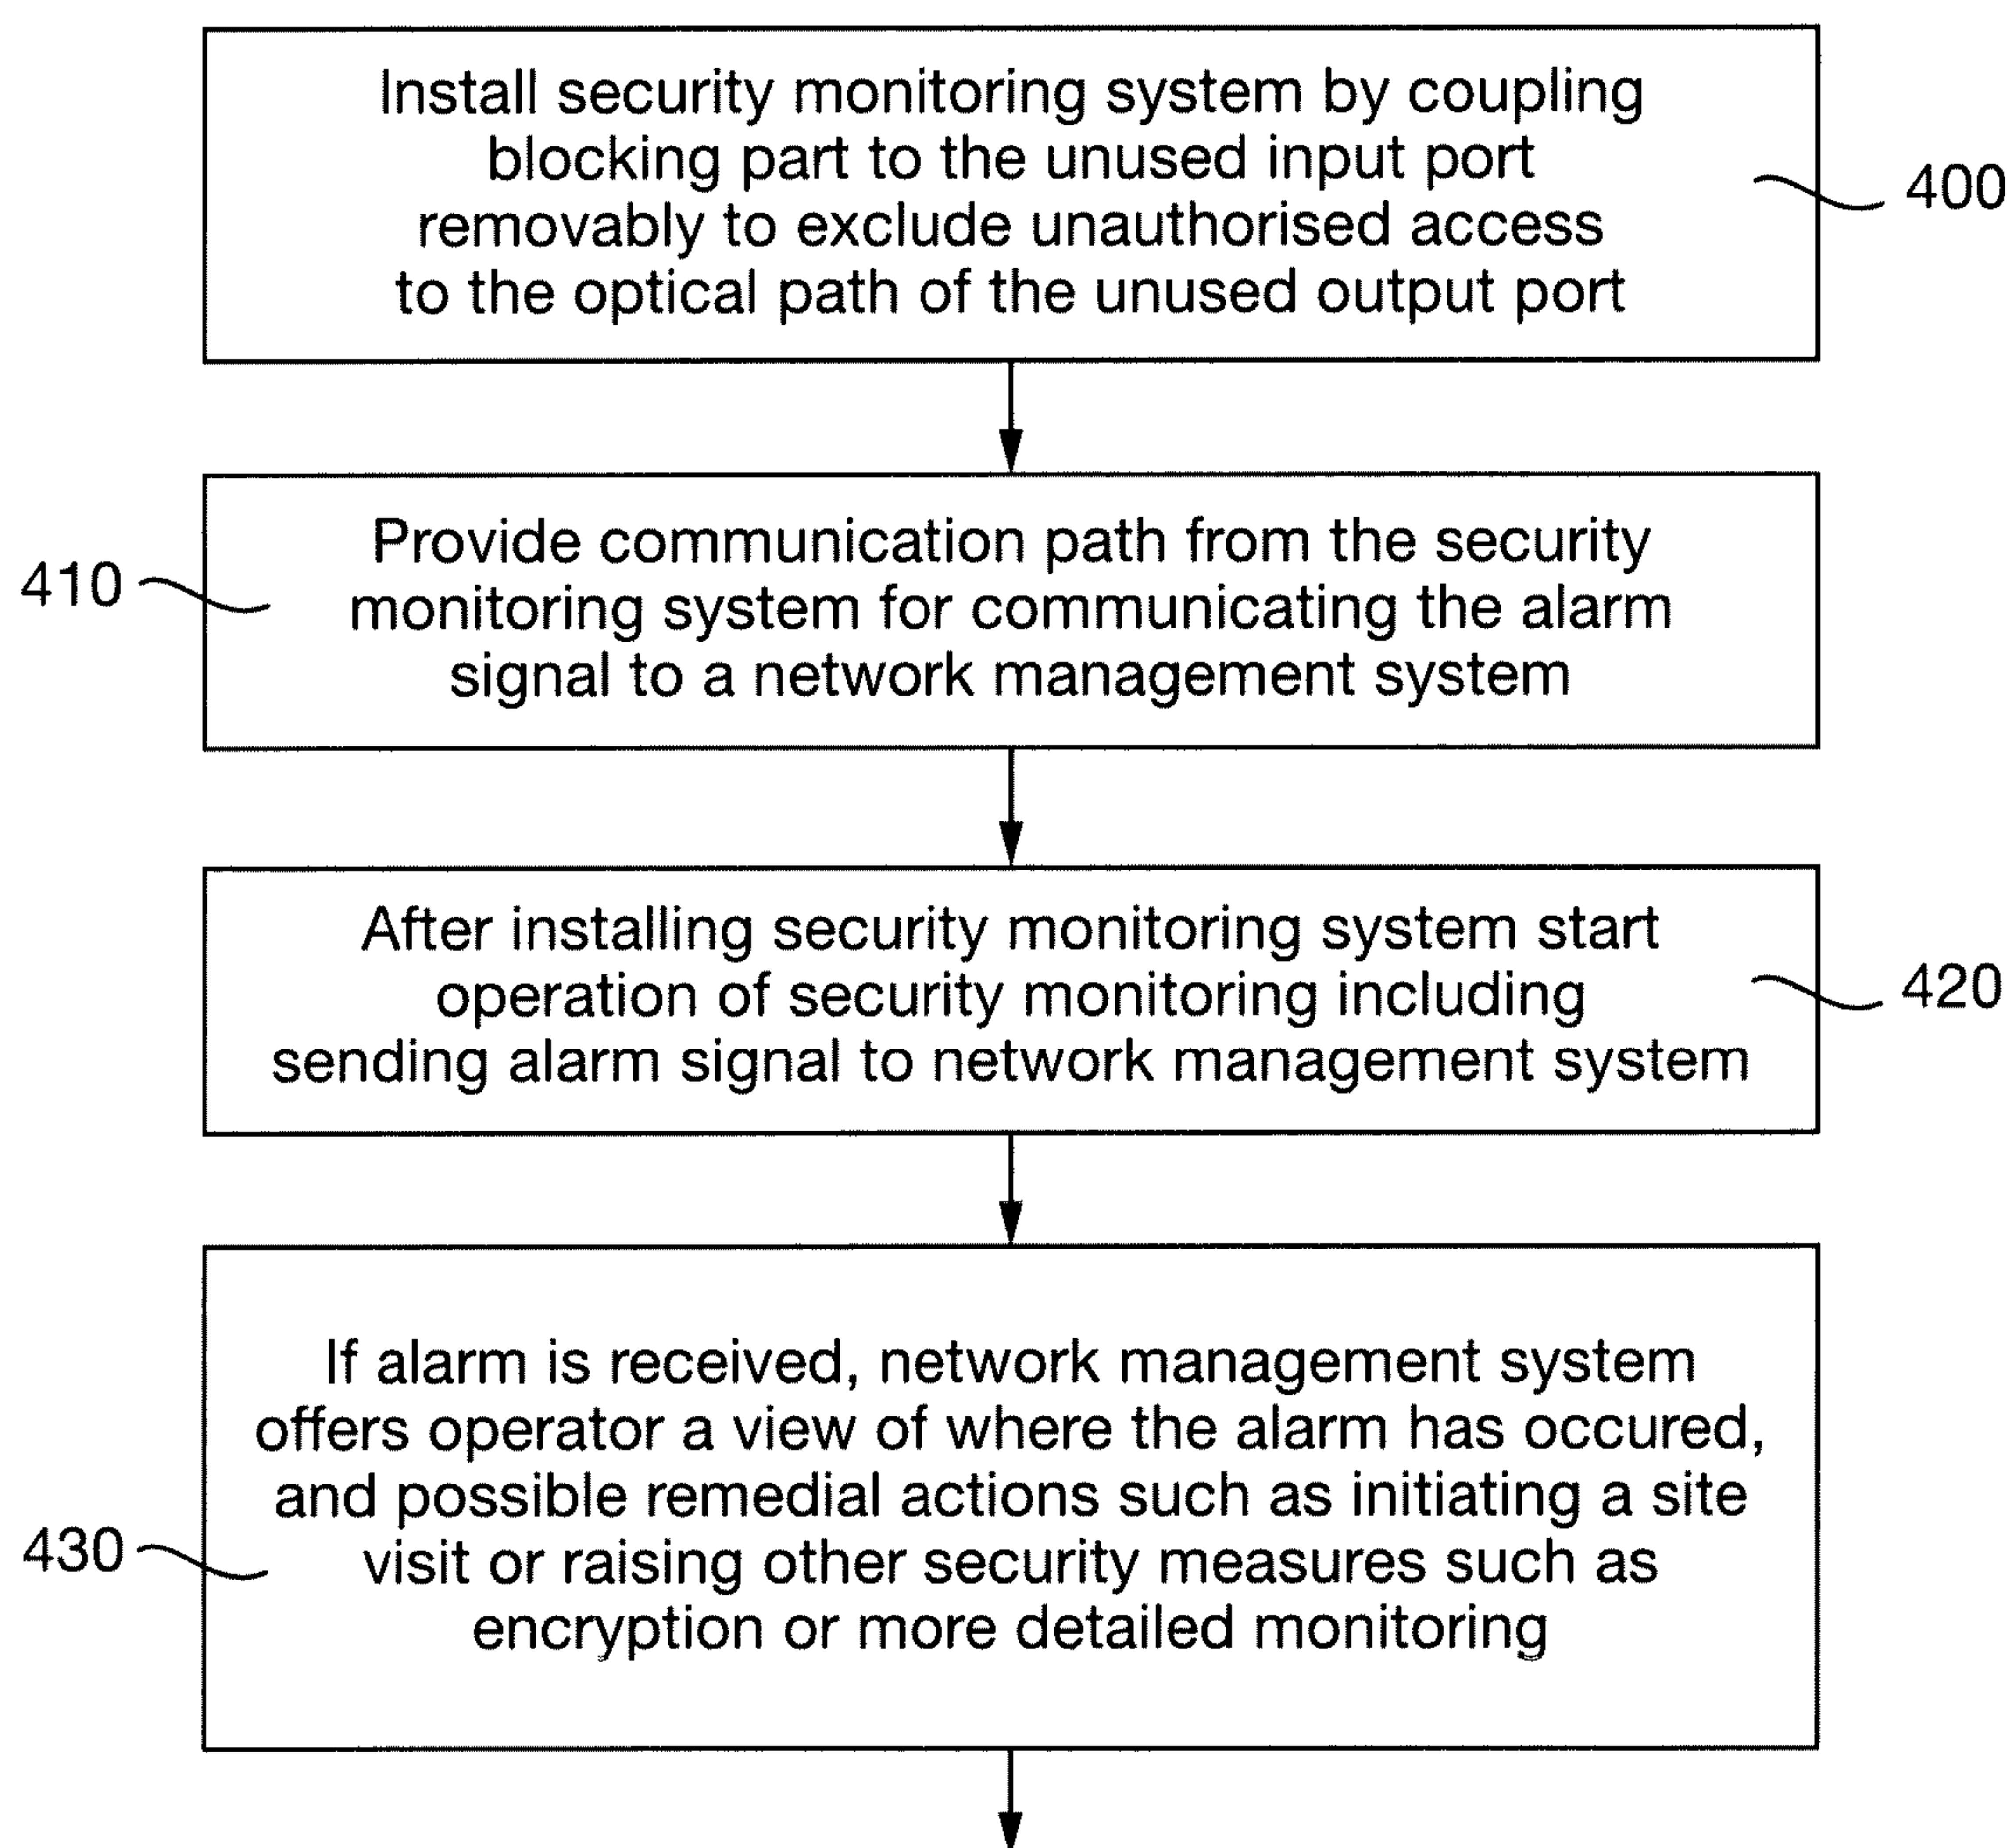 Install security monitoring system by coupling
blocking part to the unused input port
removably to exclude unauthorised access
to the optical path of the unused output port
400
Provide communication path from the security
monitoring system for communicating the alarm
signal to a network management system
410
After installing security monitoring system start
operation of security monitoring including
sending alarm signal to network management system
420
If alarm is received, network management system
offers operator a view of where the alarm has occured,
and possible remedial actions such as initiating a site
visit or raising other security measures such as
encryption or more detailed monitoring
430